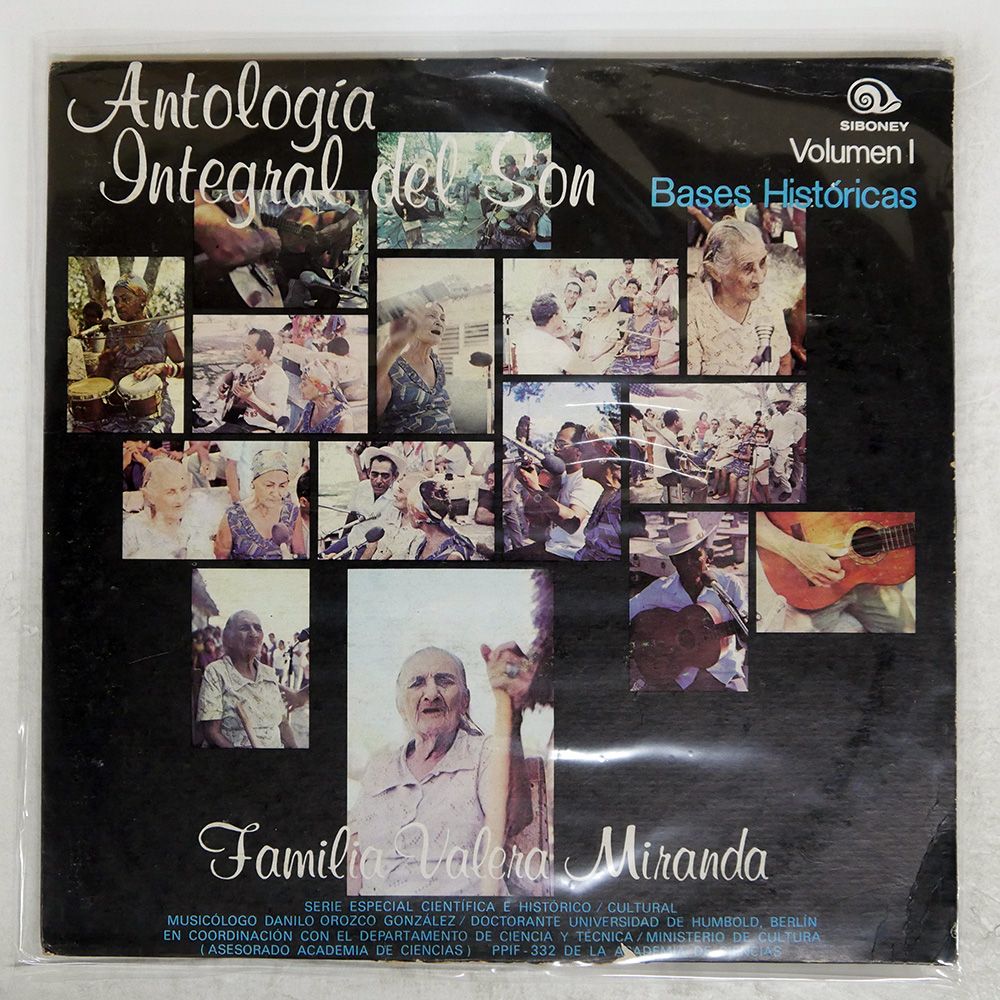 Antología
Integral del Son
SIBONEY
Volumen I
Bases Históricas
Familia Valera Miranda
SERIE ESPECIAL CIENTÍFICA E HISTÓRICO / CULTURAL
MUSICÓLOGO DANILO OROZCO GONZÁLEZ / DOCTORANTE UNIVERSIDAD DE HUMBOLD, BERLÍN
EN COORDINACIÓN CON EL DEPARTAMENTO DE CIENCIA Y TÉCNICA / MINISTERIO DE CULTURA
( ASESORADO ACADEMIA DE CIENCIAS ) PPIF-332 DE LA ACADEMIA DE CIENCIAS